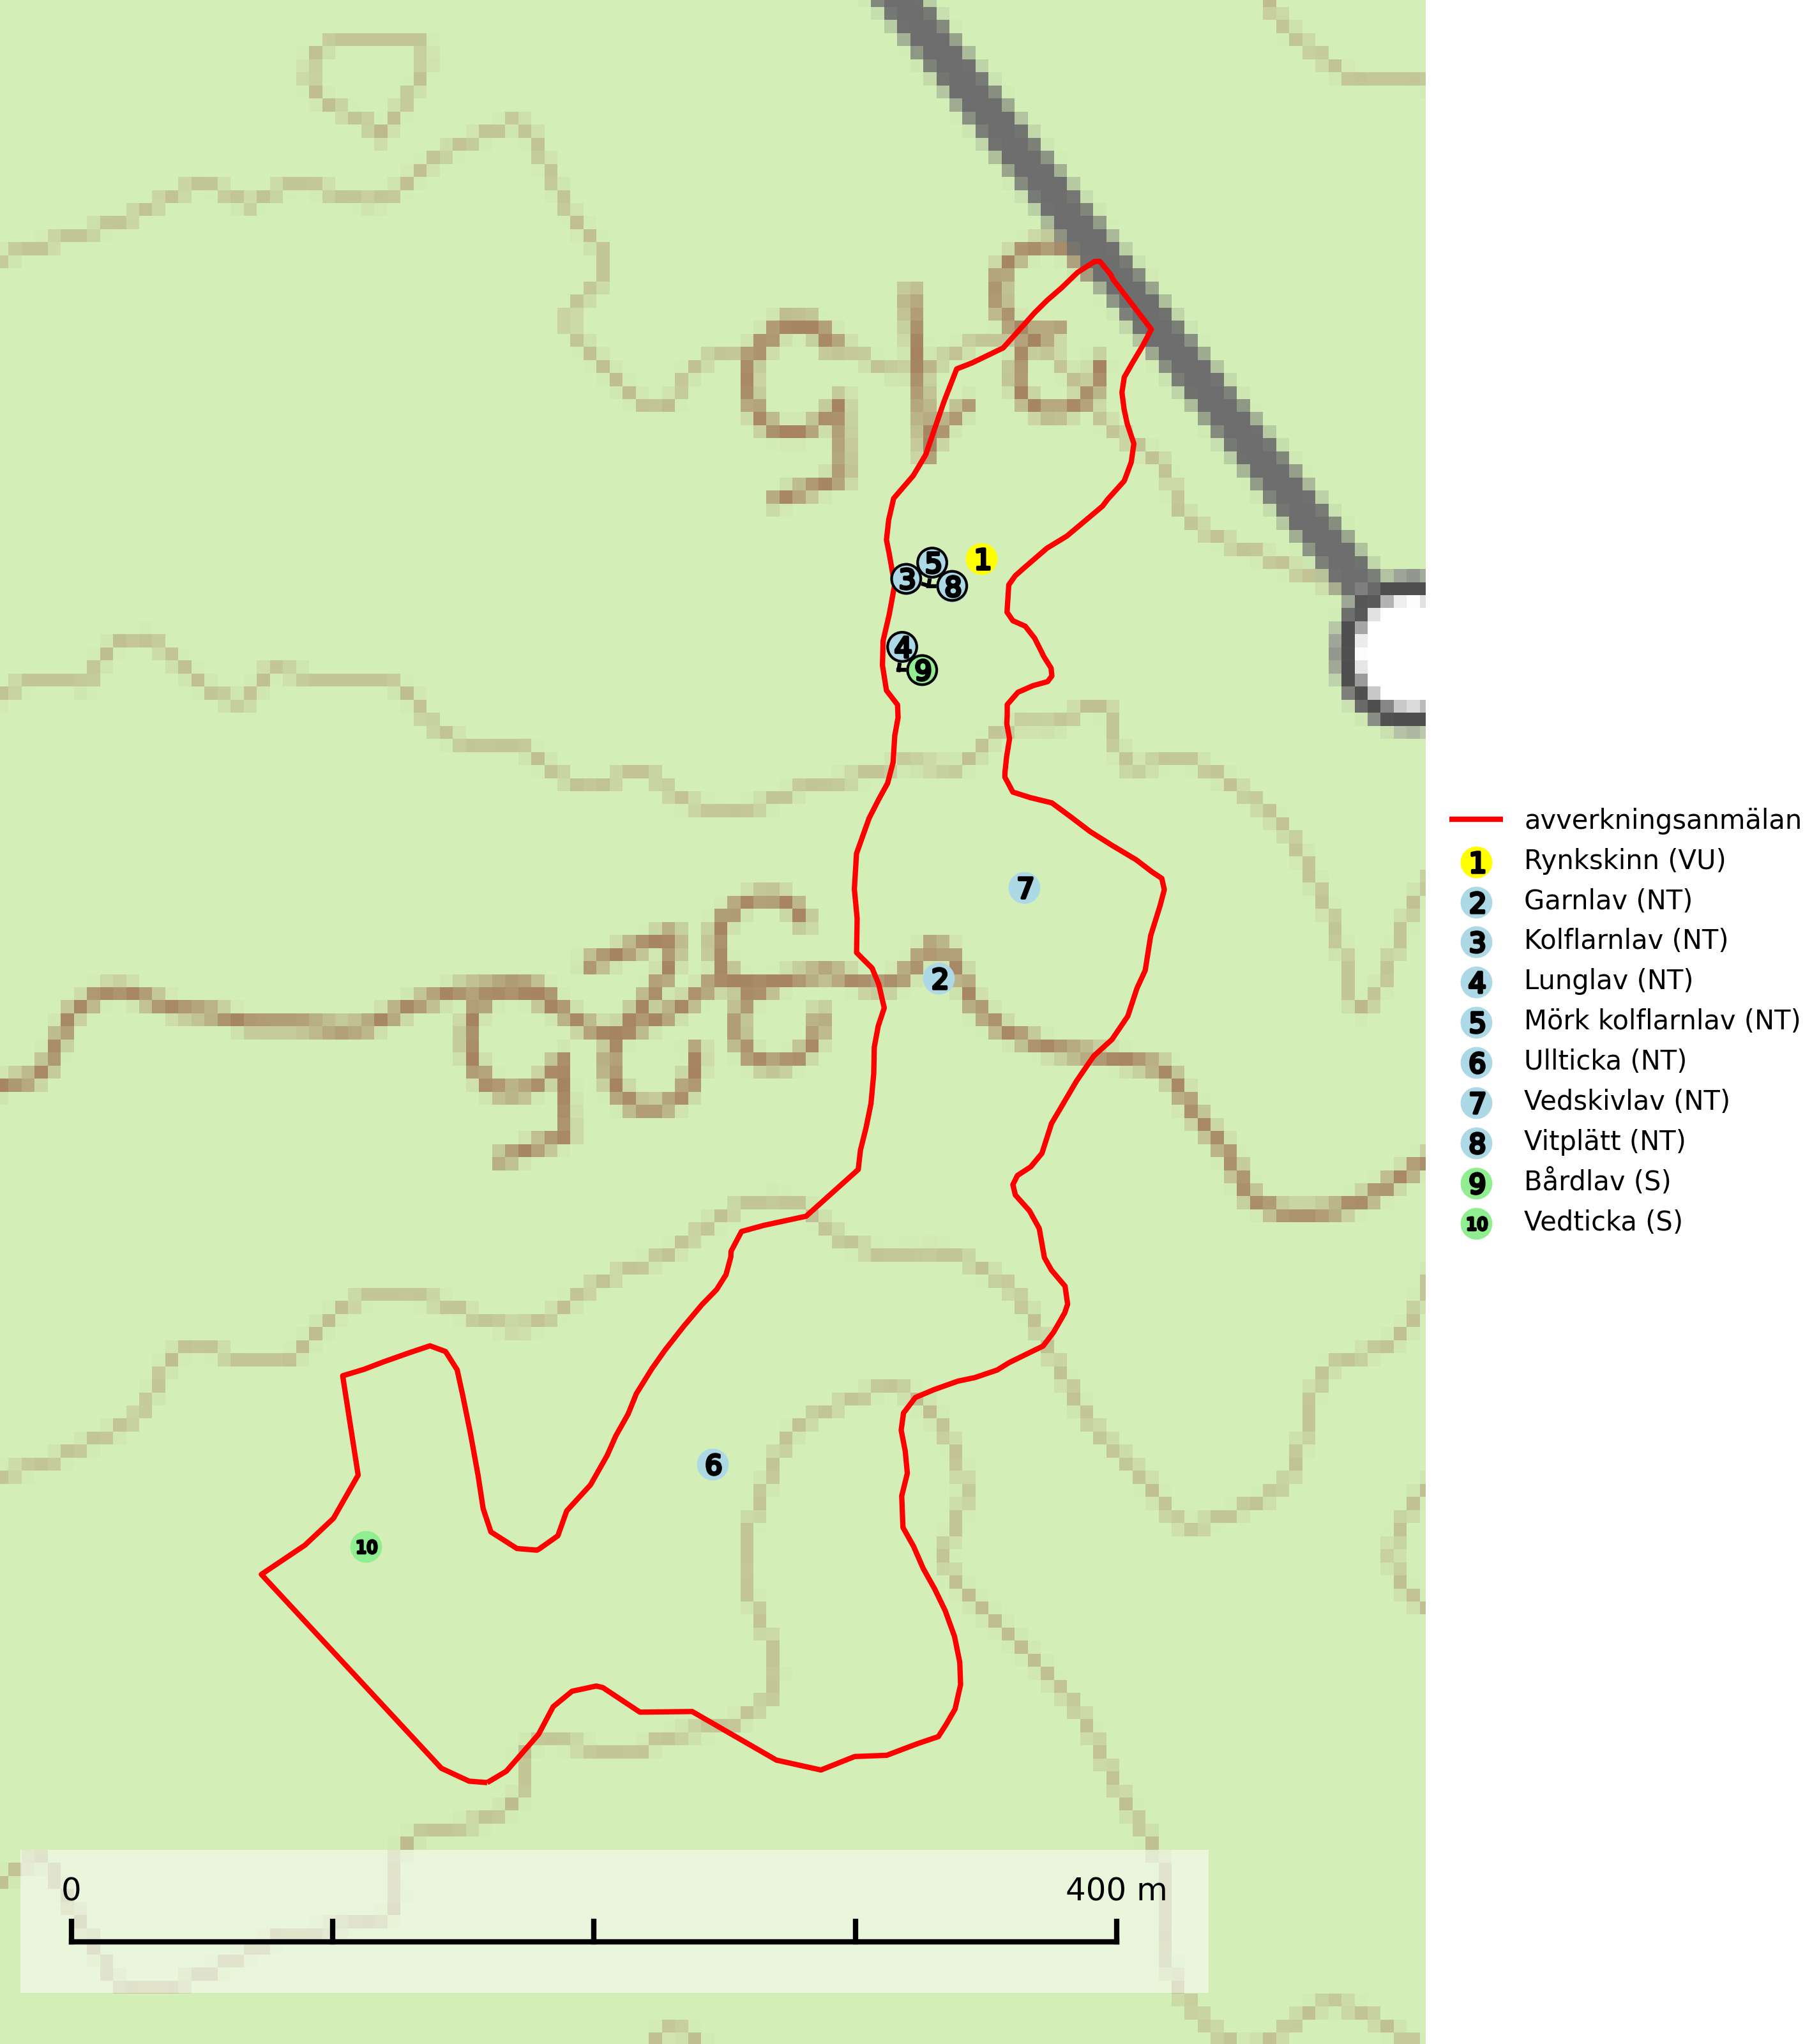 1
5
3
8
4
9
7
2
6
10
0 400 m
avverkningsanmälan
1 Rynkskinn (VU)
2 Garnlav (NT)
3 Kolflarnlav (NT)
4 Lunglav (NT)
5 Mörk kolflarnlav (NT)
6 Ullticka (NT)
7 Vedskivlav (NT)
8 Vitplätt (NT)
9 Bårdlav (S)
10 Vedticka (S)